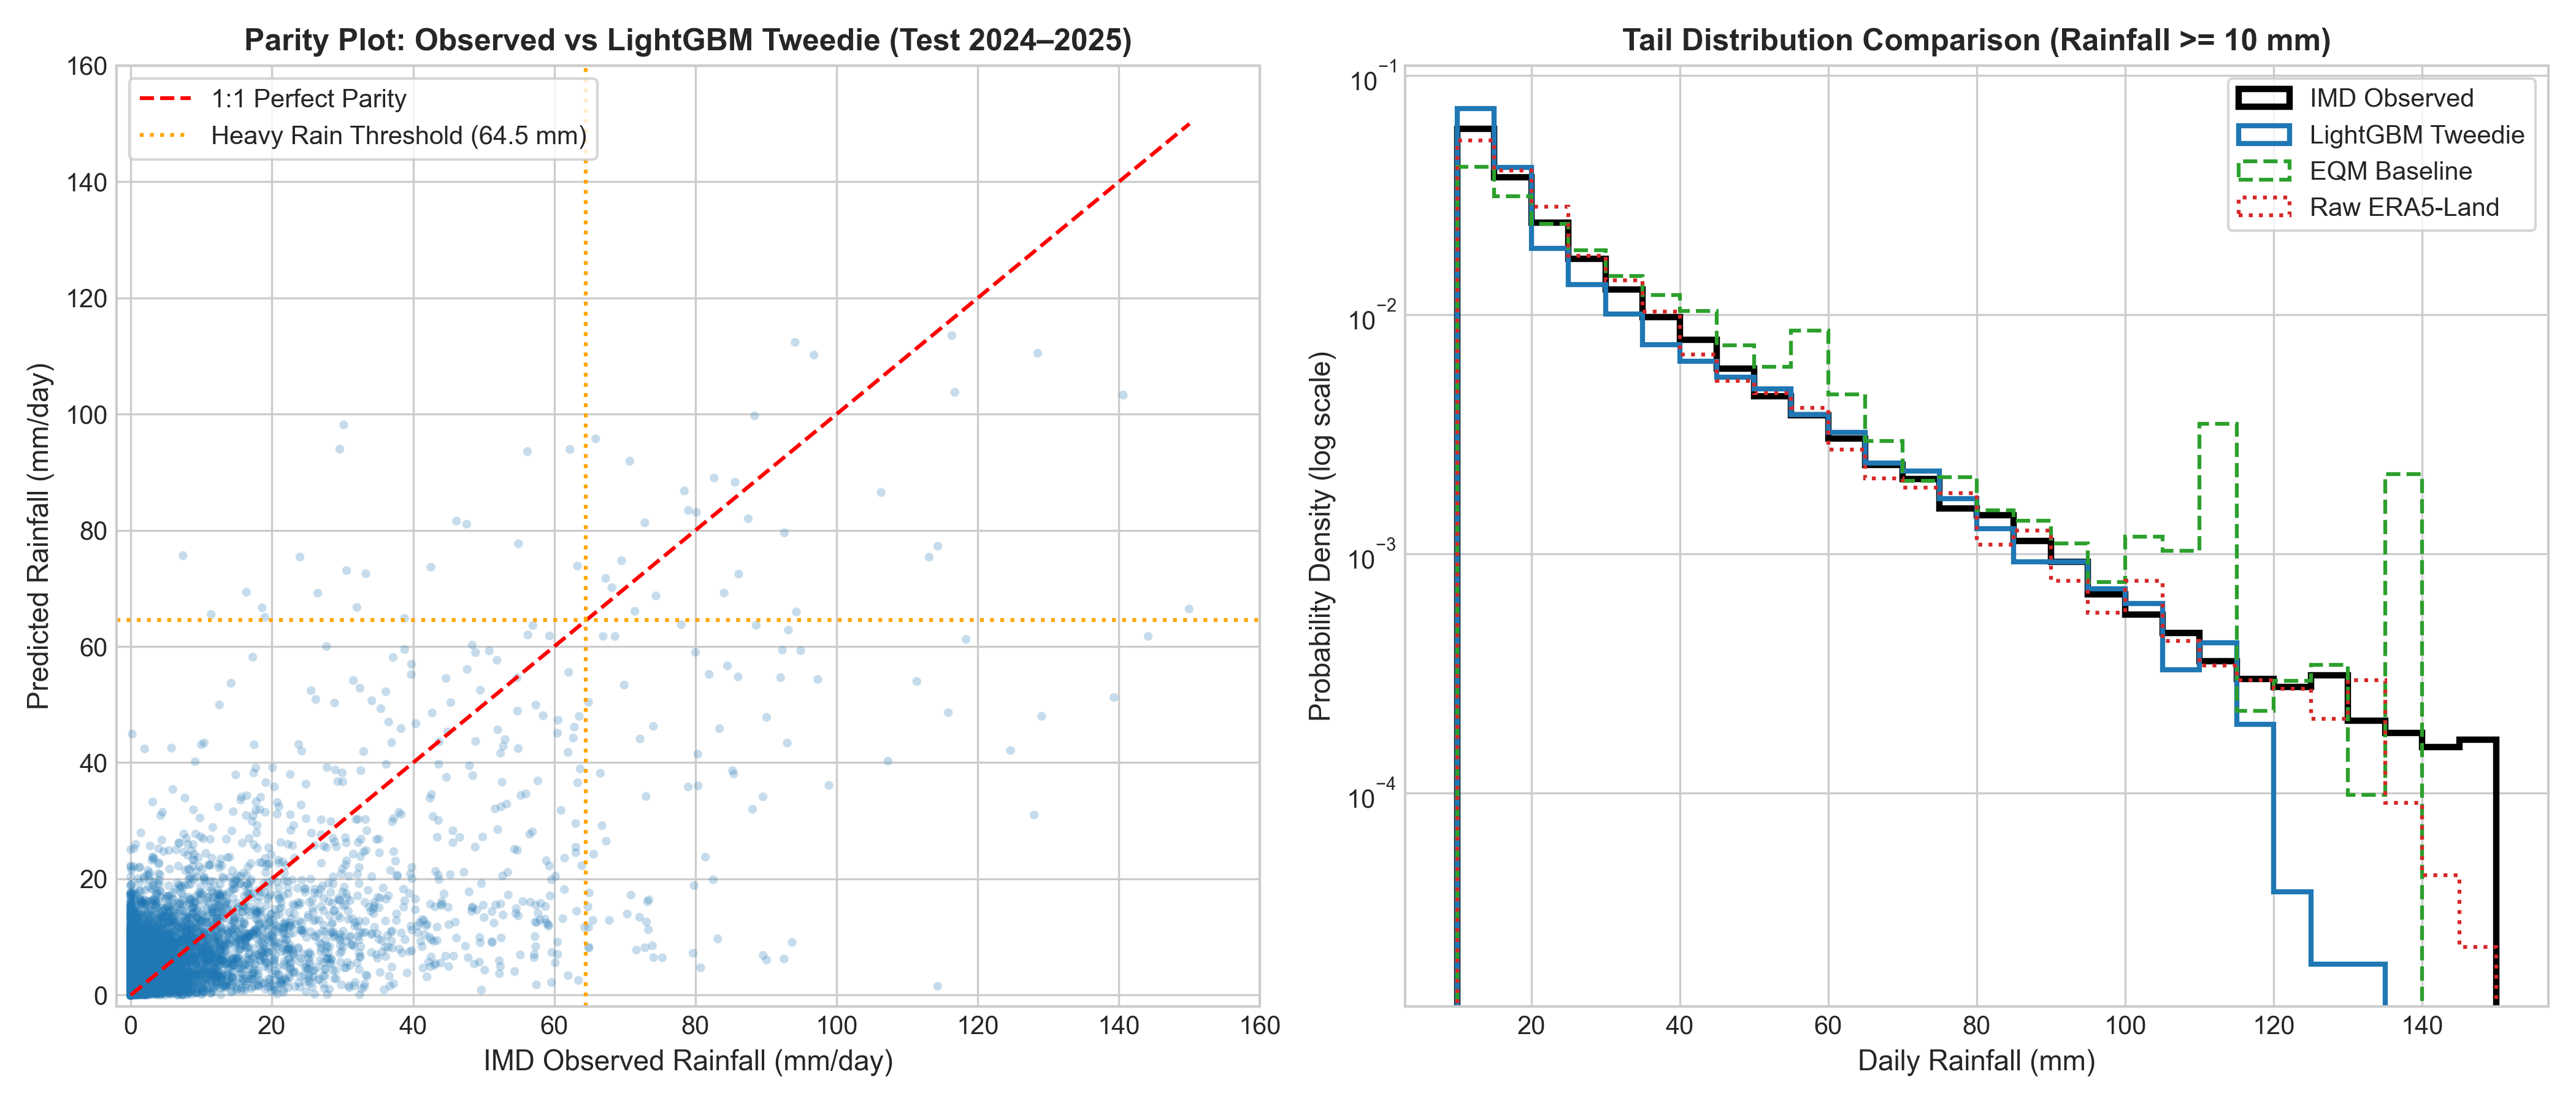 Parity Plot: Observed vs LightGBM Tweedie (Test 2024–2025)
1:1 Perfect Parity
Heavy Rain Threshold (64.5 mm)
Predicted Rainfall (mm/day)
160
140
120
100
80
60
40
20
0
0 20 40 60 80 100 120 140 160
IMD Observed Rainfall (mm/day)
Tail Distribution Comparison (Rainfall >= 10 mm)
IMD Observed
LightGBM Tweedie
EQM Baseline
Raw ERA5-Land
Probability Density (log scale)
10⁻¹
10⁻²
10⁻³
10⁻⁴
20 40 60 80 100 120 140
Daily Rainfall (mm)